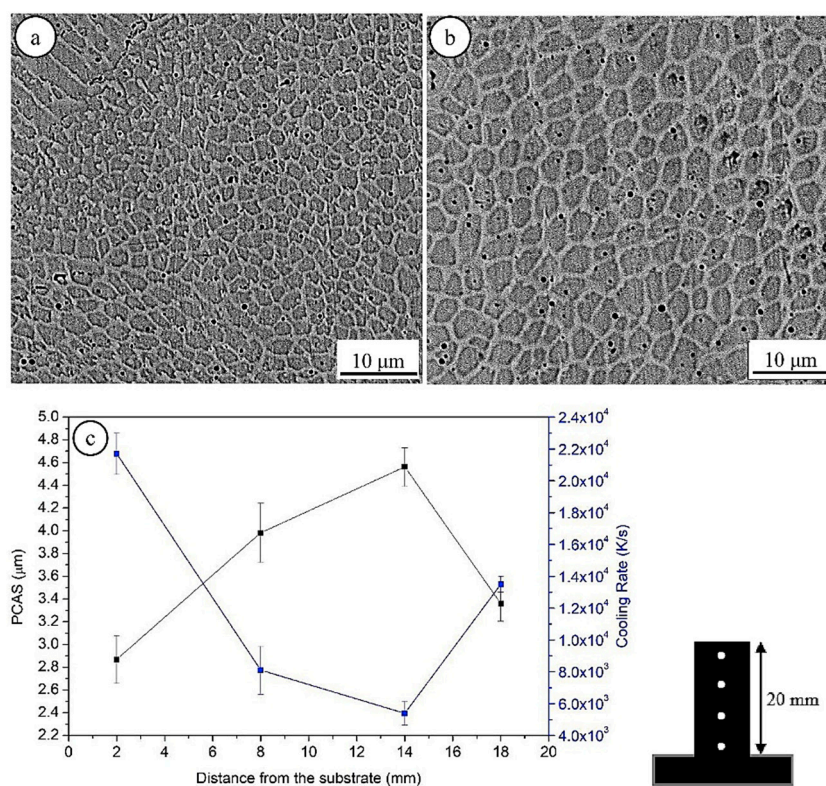 a
b
10 μm
10 μm
c
5.0
4.8
4.6
4.4
4.2
4.0
3.8
3.6
3.4
3.2
3.0
2.8
2.6
2.4
2.2
PCAS (μm)
0 2 4 6 8 10 12 14 16 18 20
Distance from the substrate (mm)
2.4x10⁴
2.2x10⁴
2.0x10⁴
1.8x10⁴
1.6x10⁴
1.4x10⁴
1.2x10⁴
1.0x10⁴
8.0x10³
6.0x10³
4.0x10³
Cooling Rate (K/s)
20 mm